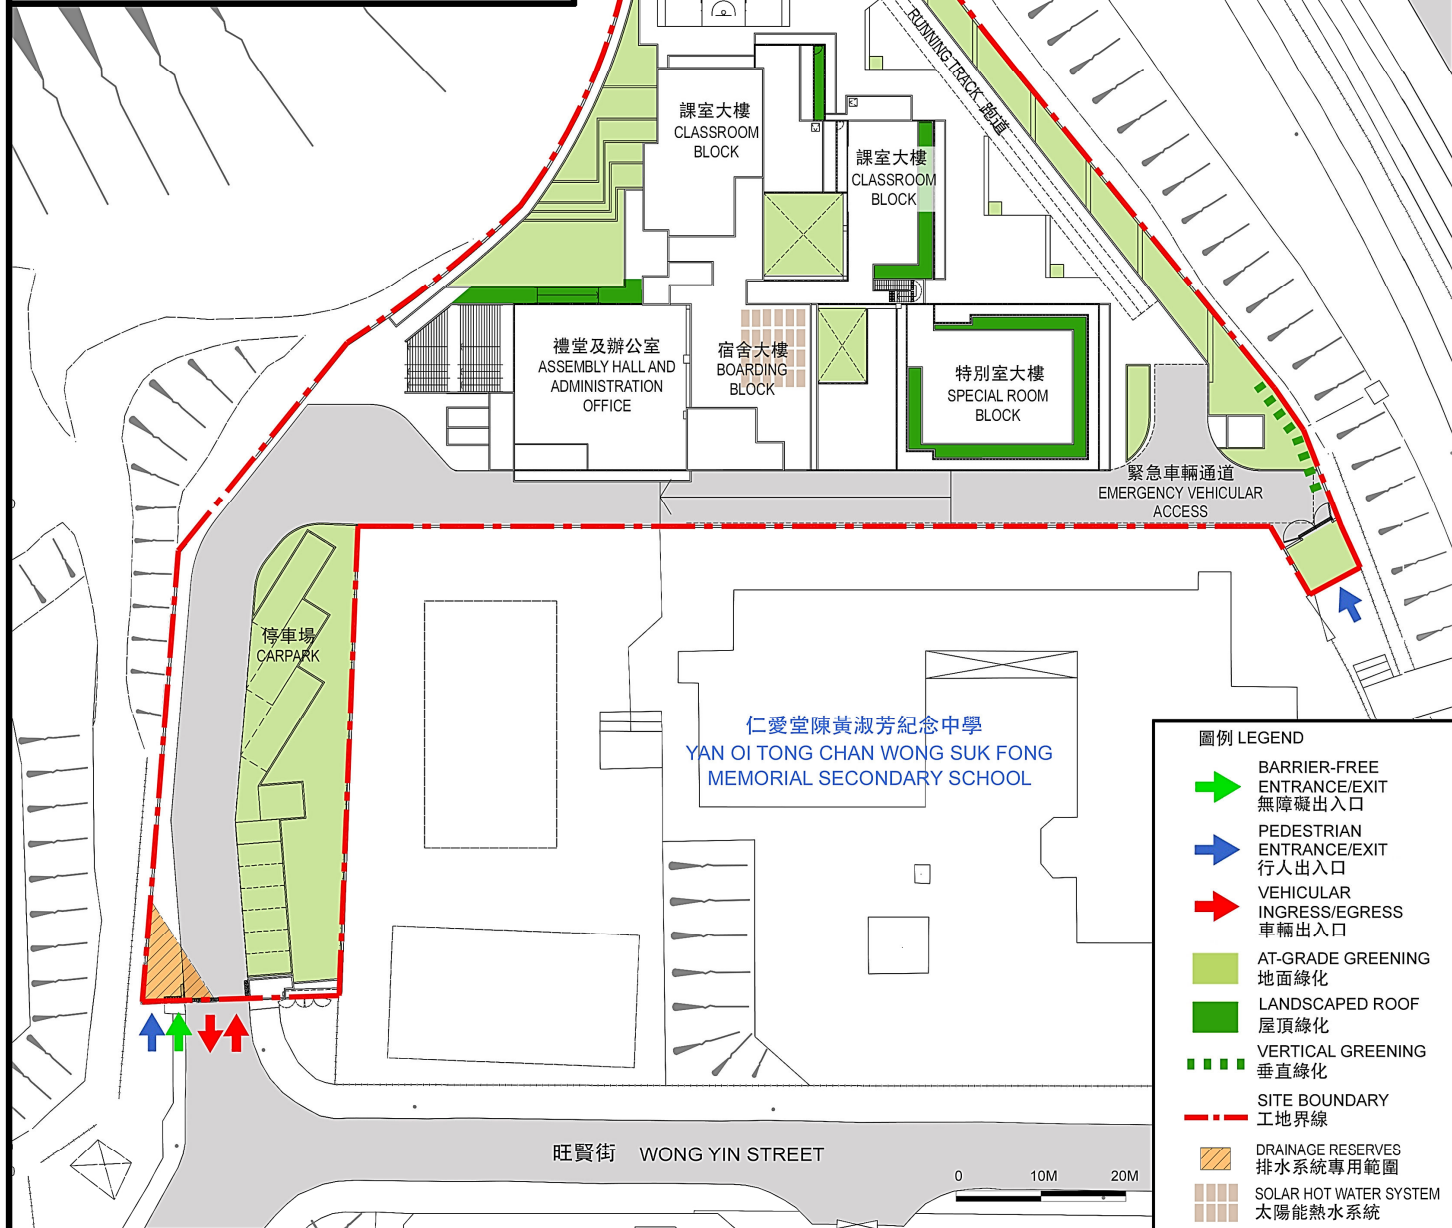 RUNNING TRACK 跑道
課室大樓
CLASSROOM
BLOCK
課室大樓
CLASSROOM
BLOCK
禮堂及辦公室
ASSEMBLY HALL AND
ADMINISTRATION
OFFICE
宿舍大樓
BOARDING
BLOCK
特別室大樓
SPECIAL ROOM
BLOCK
緊急車輛通道
EMERGENCY VEHICULAR
ACCESS
停車場
CARPARK
仁愛堂陳黃淑芳紀念中學
YAN OI TONG CHAN WONG SUK FONG
MEMORIAL SECONDARY SCHOOL
旺賢街 WONG YIN STREET
0 10M 20M
圖例 LEGEND
BARRIER-FREE
ENTRANCE/EXIT
無障礙出入口
PEDESTRIAN
ENTRANCE/EXIT
行人出入口
VEHICULAR
INGRESS/EGRESS
車輛出入口
AT-GRADE GREENING
地面綠化
LANDSCAPED ROOF
屋頂綠化
VERTICAL GREENING
垂直綠化
SITE BOUNDARY
工地界線
DRAINAGE RESERVES
排水系統專用範圍
SOLAR HOT WATER SYSTEM
太陽能熱水系統